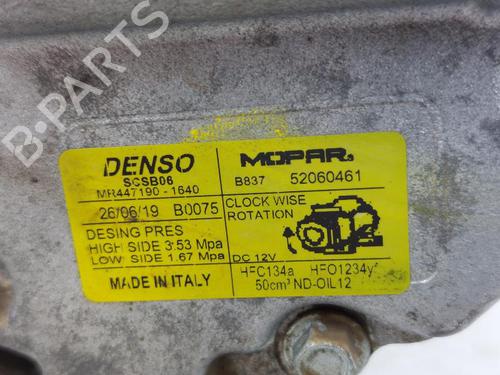 B-PARTS
DENSO
SCSB06
MR447190-1640
26/06/19 B0075
DESING PRES
HIGH SIDE 3.53 Mpa
LOW SIDE 1.67 Mpa
MADE IN ITALY
MOPAR®
B837 52060461
CLOCK WISE
ROTATION
DC 12V
HFC134a HFO1234y
50cm³ ND-OIL12